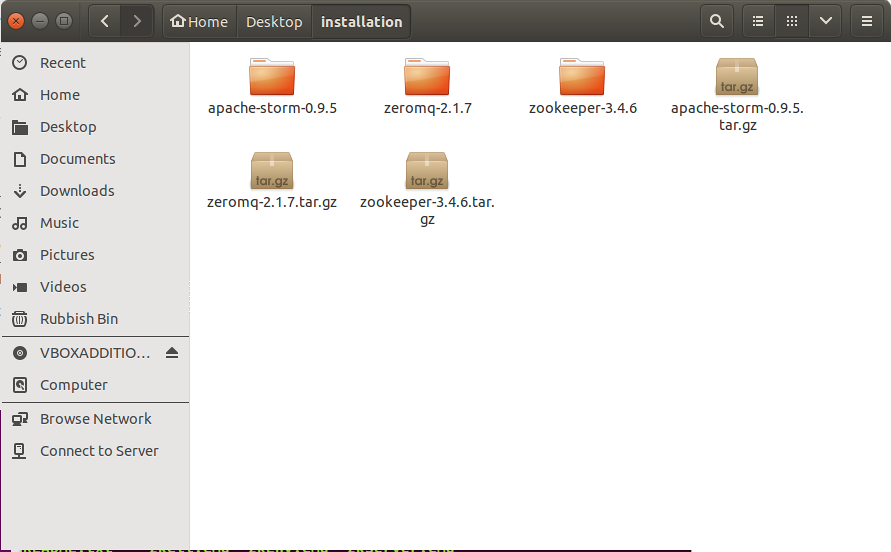 Home
Desktop
installation
Recent
Home
Desktop
Documents
Downloads
Music
Pictures
Videos
Rubbish Bin
VBOXADDITIO...
Computer
Browse Network
Connect to Server
apache-storm-0.9.5
zeromq-2.1.7
zookeeper-3.4.6
tar.gz
apache-storm-0.9.5.
tar.gz
tar.gz
zeromq-2.1.7.tar.gz
tar.gz
zookeeper-3.4.6.tar.
gz